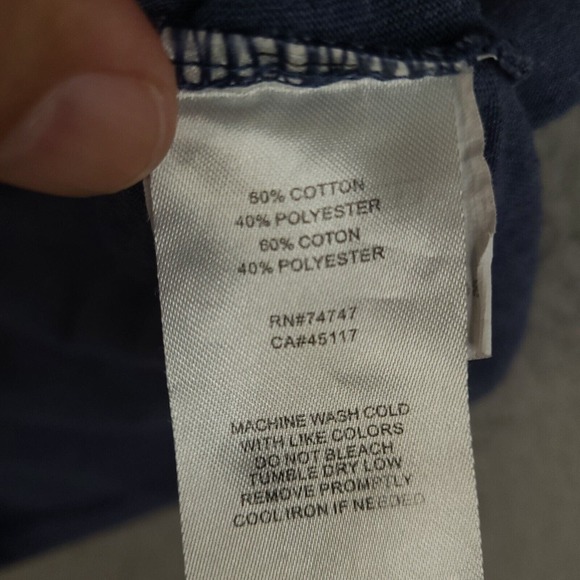 60% COTTON
40% POLYESTER
60% COTON
40% POLYESTER
RN#74747
CA#45117
MACHINE WASH COLD
WITH LIKE COLORS
DO NOT BLEACH
TUMBLE DRY LOW
REMOVE PROMPTLY
COOL IRON IF NEEDED